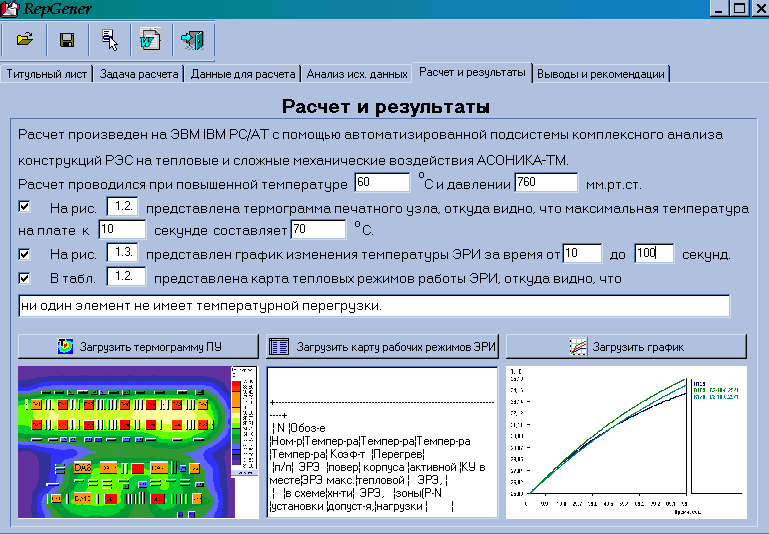 RepGener
Титульный лист Задача расчета Данные для расчета Анализ исх. данных Расчет и результаты Выводы и рекомендации
Расчет и результаты
Расчет произведен на ЭВМ IBM PC/AT с помощью автоматизированной подсистемы комплексного анализа
конструкций РЭС на тепловые и сложные механические воздействия АСОНИКА-ТМ.
Расчет проводился при повышенной температуре 60 °C и давлении 760 мм.рт.ст.
На рис. 1.2. представлена термограмма печатного узла, откуда видно, что максимальная температура
на плате к 10 секунде составляет 70 °C.
На рис. 1.3. представлен график изменения температуры ЭРИ за время от 10 до 100 секунд.
В табл. 1.2. представлена карта тепловых режимов работы ЭРИ, откуда видно, что
ни один элемент не имеет температурной перегрузки.
Загрузить термограмму ПУ Загрузить карту рабочих режимов ЭРИ Загрузить график
+-----------------------------------------------
----+
¦ N ¦Обоз-е
¦Ном-р¦Темпер-ра¦Темпер-ра¦Темпер-ра
¦Темпер-ра¦ Коэф-т ¦Перегрев¦
¦п/п¦ ЭРЭ ¦повер¦ корпуса ¦активной ¦КУ в
месте¦ЭРЭ макс.¦тепловой ¦ ЭРЭ, ¦
¦ ¦в схеме¦хн-ти¦ ЭРЭ, ¦зоны(P-N
¦установки ¦допуст-я,¦нагрузки ¦ ¦